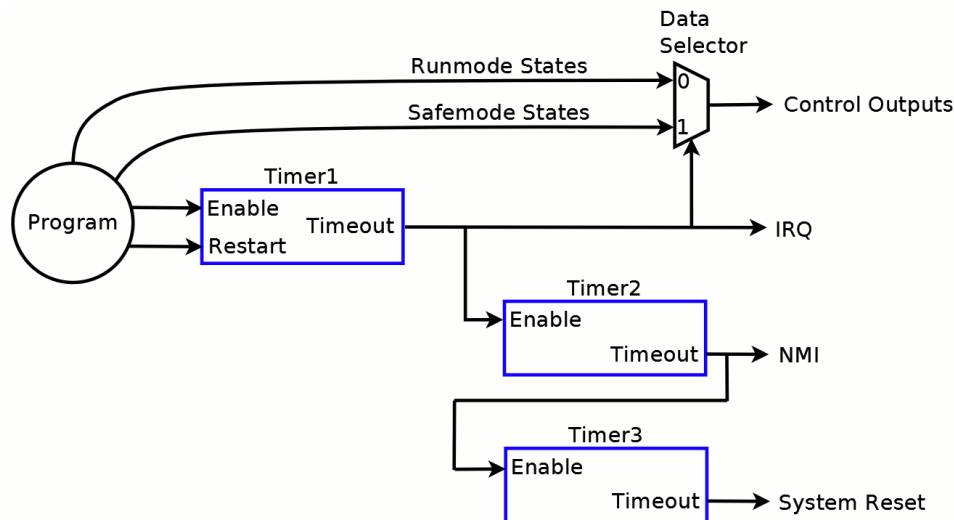 Data
Selector
Runmode States
0
Control Outputs
Safemode States
1
Timer1
Program
Enable
Timeout
Restart
IRQ
Timer2
Enable
Timeout
NMI
Timer3
Enable
Timeout
System Reset